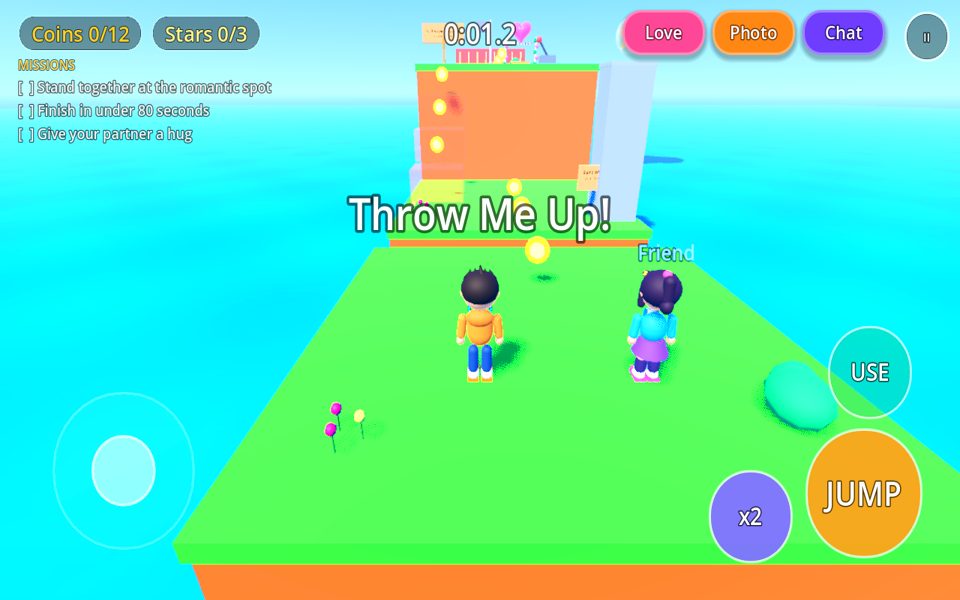 Coins 0/12
Stars 0/3
0:01.2
Love
Photo
Chat
MISSIONS
[ ] Stand together at the romantic spot
[ ] Finish in under 80 seconds
[ ] Give your partner a hug
Throw Me Up!
Friend
USE
JUMP
x2